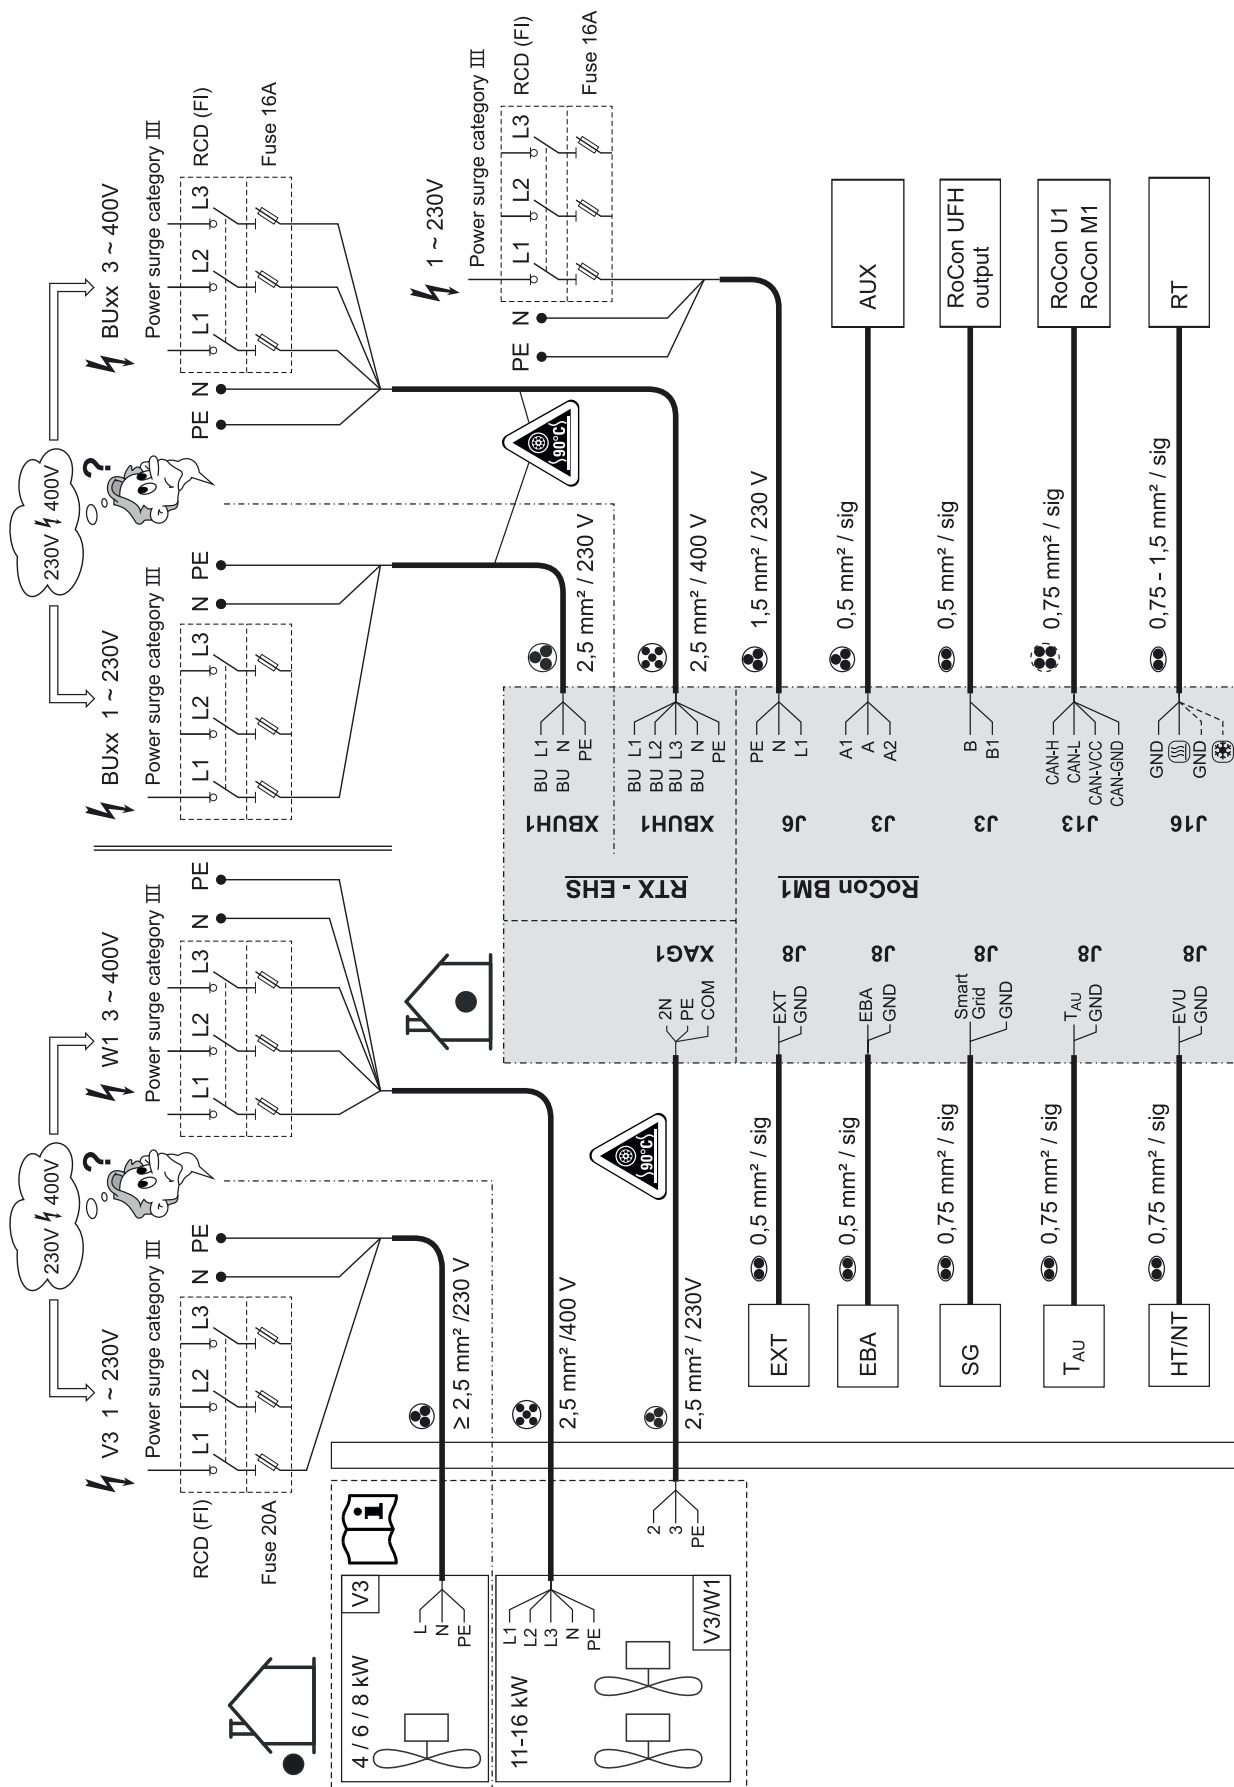 230V 400V
?
V3 1 ~ 230V
Power surge category III
RCD (FI)
L1 L2 L3
N PE
Fuse 20A
W1 3 ~ 400V
Power surge category III
L1 L2 L3
N PE
230V 400V
?
BUxx 1 ~ 230V
Power surge category III
L1 L2 L3
N PE
BUxx 3 ~ 400V
Power surge category III
PE N
L1 L2 L3
RCD (FI)
Fuse 16A
1 ~ 230V
Power surge category III
PE N
L1 L2 L3
RCD (FI)
Fuse 16A
90°C
90°C
4 / 6 / 8 kW
V3
L
N
PE
≥ 2,5 mm² /230 V
11-16 kW
V3/W1
L1
L2
L3
N
PE
2,5 mm² /400 V
2
3
PE
2,5 mm² / 230V
2N
PE
COM
XAG1
RTX - EHS
XBUH1
BU L1
BU N
PE
2,5 mm² / 230 V
XBUH1
BU L1
BU L2
BU L3
BU N
PE
2,5 mm² / 400 V
RoCon BM1
EXT
0,5 mm² / sig
EXT
GND
J8
J6
PE
N
L1
1,5 mm² / 230 V
EBA
0,5 mm² / sig
EBA
GND
J8
J3
A1
A
A2
0,5 mm² / sig
AUX
SG
0,75 mm² / sig
Smart
Grid
GND
J8
J3
B
B1
0,5 mm² / sig
RoCon UFH
output
TAU
0,75 mm² / sig
TAU
GND
J8
J13
CAN-H
CAN-L
CAN-VCC
CAN-GND
0,75 mm² / sig
RoCon U1
RoCon M1
HT/NT
0,75 mm² / sig
EVU
GND
J8
J16
GND
GND
0,75 - 1,5 mm² / sig
RT